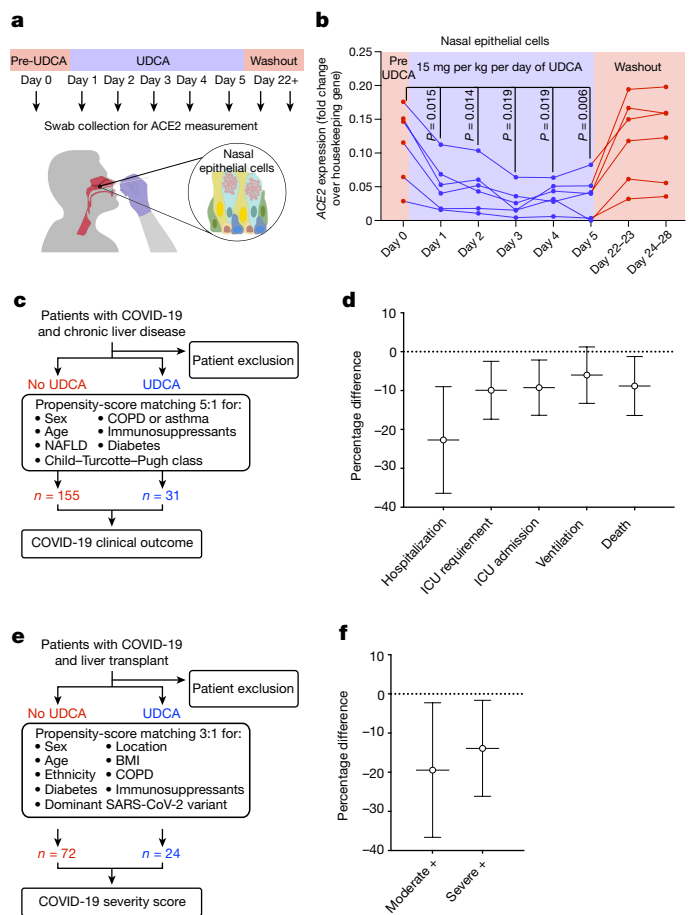 a
Pre-UDCA UDCA Washout
Day 0 Day 1 Day 2 Day 3 Day 4 Day 5 Day 22+
Swab collection for ACE2 measurement
Nasal
epithelial cells
b
Nasal epithelial cells
ACE2 expression (fold change
over housekeeping gene)
0.25
0.20
0.15
0.10
0.05
0
Pre
UDCA
15 mg per kg per day of UDCA
Washout
P = 0.015
P = 0.014
P = 0.019
P = 0.019
P = 0.006
Day 0
Day 1
Day 2
Day 3
Day 4
Day 5
Day 22–23
Day 24–28
c
Patients with COVID-19
and chronic liver disease
Patient exclusion
No UDCA UDCA
Propensity-score matching 5:1 for:
• Sex • COPD or asthma
• Age • Immunosuppressants
• NAFLD • Diabetes
• Child–Turcotte–Pugh class
n = 155 n = 31
COVID-19 clinical outcome
d
Percentage difference
10
0
−10
−20
−30
−40
Hospitalization
ICU requirement
ICU admission
Ventilation
Death
e
Patients with COVID-19
and liver transplant
Patient exclusion
No UDCA UDCA
Propensity-score matching 3:1 for:
• Sex • Location
• Age • BMI
• Ethnicity • COPD
• Diabetes • Immunosuppressants
• Dominant SARS-CoV-2 variant
n = 72 n = 24
COVID-19 severity score
f
Percentage difference
10
0
−10
−20
−30
−40
Moderate +
Severe +